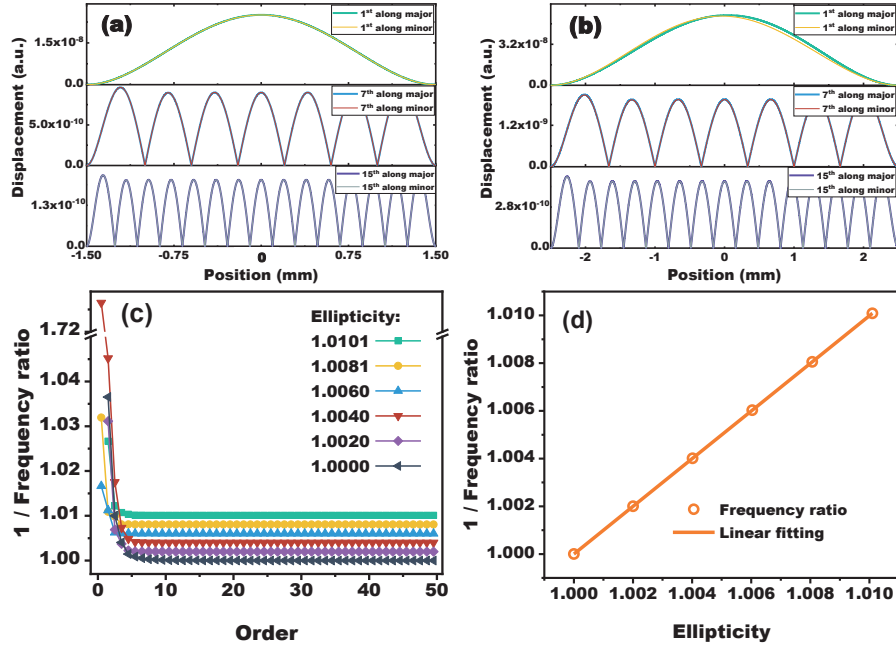 (a)
1st along major
1st along minor
7th along major
7th along minor
15th along major
15th along minor
Displacement (a.u.)
1.5x10-8
0.0
5.0x10-10
0.0
1.3x10-10
0.0
-1.50 -0.75 0 0.75 1.50
Position (mm)
(b)
1st along major
1st along minor
7th along major
7th along minor
15th along major
15th along minor
Displacement (a.u.)
3.2x10-8
0.0
1.2x10-9
0.0
2.8x10-10
0.0
-2 -1 0 1 2
Position (mm)
(c)
Ellipticity:
1.0101
1.0081
1.0060
1.0040
1.0020
1.0000
1 / Frequency ratio
1.72
1.04
1.03
1.02
1.01
1.00
0 10 20 30 40 50
Order
(d)
Frequency ratio
Linear fitting
1 / Frequency ratio
1.010
1.008
1.006
1.004
1.002
1.000
1.000 1.002 1.004 1.006 1.008 1.010
Ellipticity